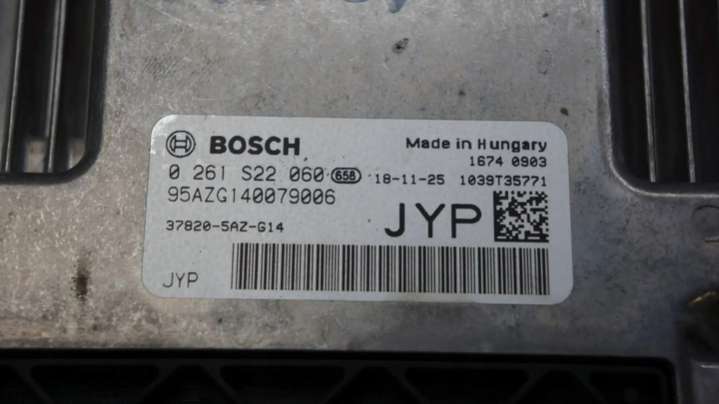 BOSCH
Made in Hungary
1674 0903
0 261 S22 060 658 18-11-25 1039T35771
95AZG140079006
37820-5AZ-G14
JYP
JYP